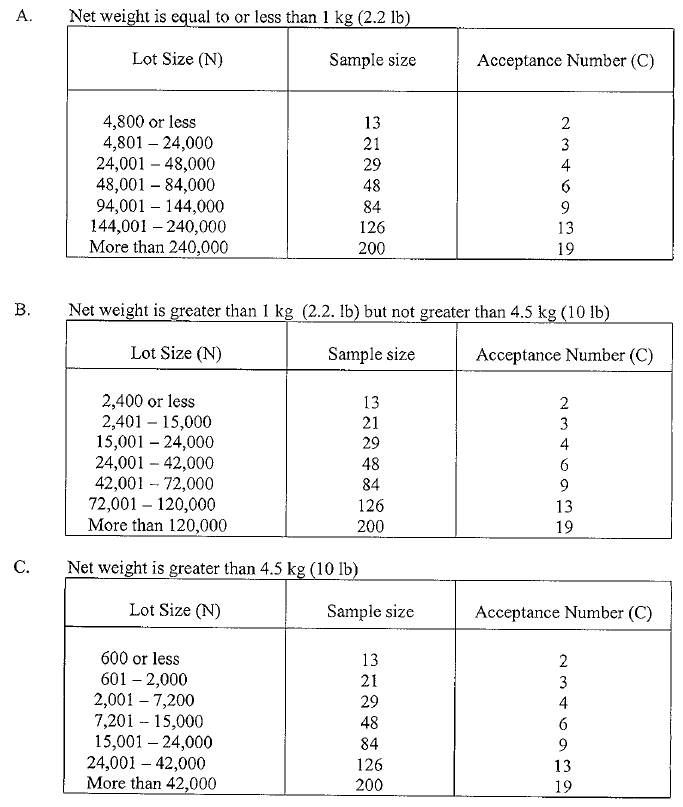 A. Net weight is equal to or less than 1 kg (2.2 lb)
Lot Size (N) Sample size Acceptance Number (C)
4,800 or less 13 2
4,801 – 24,000 21 3
24,001 – 48,000 29 4
48,001 – 84,000 48 6
94,001 – 144,000 84 9
144,001 – 240,000 126 13
More than 240,000 200 19
B. Net weight is greater than 1 kg (2.2. lb) but not greater than 4.5 kg (10 lb)
Lot Size (N) Sample size Acceptance Number (C)
2,400 or less 13 2
2,401 – 15,000 21 3
15,001 – 24,000 29 4
24,001 – 42,000 48 6
42,001 – 72,000 84 9
72,001 – 120,000 126 13
More than 120,000 200 19
C. Net weight is greater than 4.5 kg (10 lb)
Lot Size (N) Sample size Acceptance Number (C)
600 or less 13 2
601 – 2,000 21 3
2,001 – 7,200 29 4
7,201 – 15,000 48 6
15,001 – 24,000 84 9
24,001 – 42,000 126 13
More than 42,000 200 19